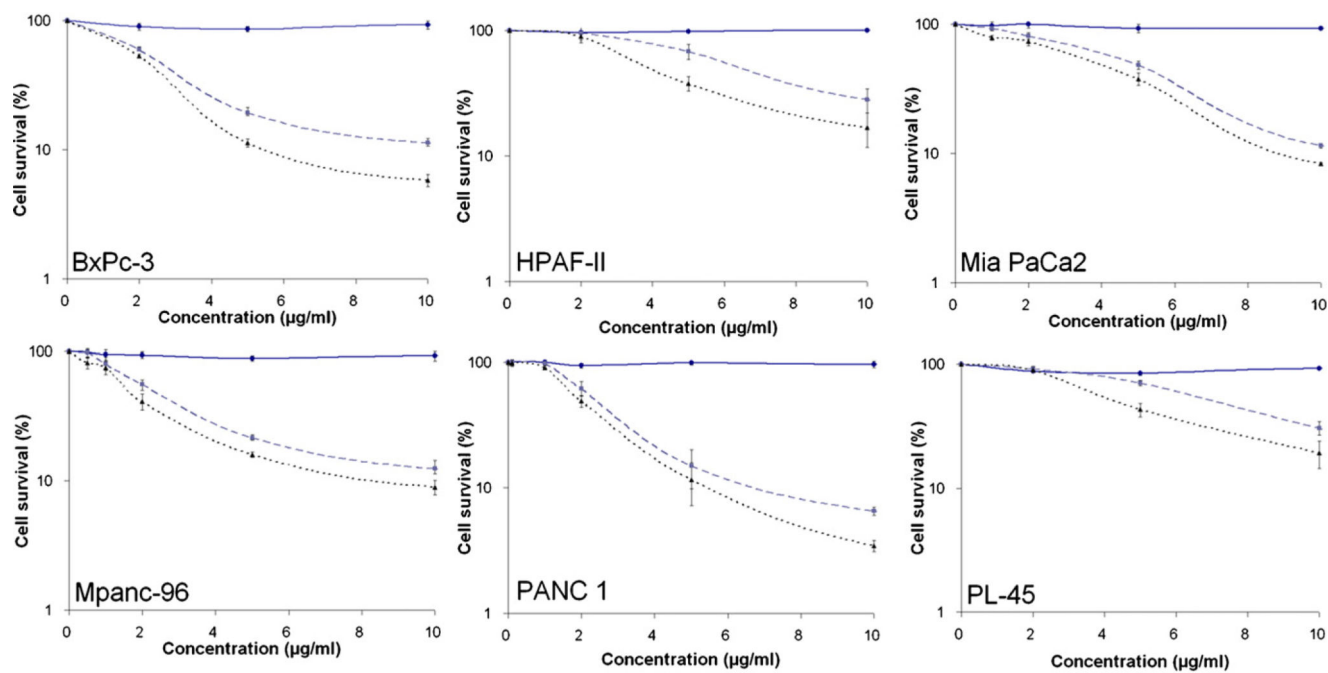 Cell survival (%)
100
10
1
BxPc-3
0 2 4 6 8 10
Concentration (µg/ml)
Cell survival (%)
100
10
1
HPAF-II
0 2 4 6 8 10
Concentration (µg/ml)
Cell survival (%)
100
10
1
Mia PaCa2
0 2 4 6 8 10
Concentration (µg/ml)
Cell survival (%)
100
10
1
Mpanc-96
0 2 4 6 8 10
Concentration (µg/ml)
Cell survival (%)
100
10
1
PANC 1
0 2 4 6 8 10
Concentration (µg/ml)
Cell survival (%)
100
10
1
PL-45
0 2 4 6 8 10
Concentration (µg/ml)